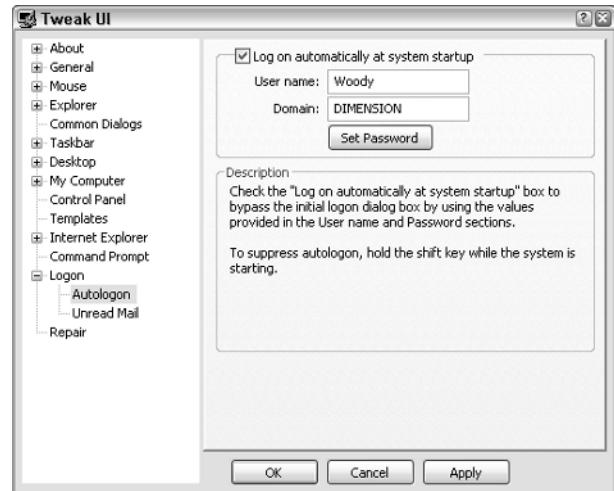 Tweak UI
About
General
Mouse
Explorer
Common Dialogs
Taskbar
Desktop
My Computer
Control Panel
Templates
Internet Explorer
Command Prompt
Logon
Autologon
Unread Mail
Repair
Log on automatically at system startup
User name: Woody
Domain: DIMENSION
Set Password
Description
Check the "Log on automatically at system startup" box to
bypass the initial logon dialog box by using the values
provided in the User name and Password sections.
To suppress autologon, hold the shift key while the system is
starting.
OK Cancel Apply